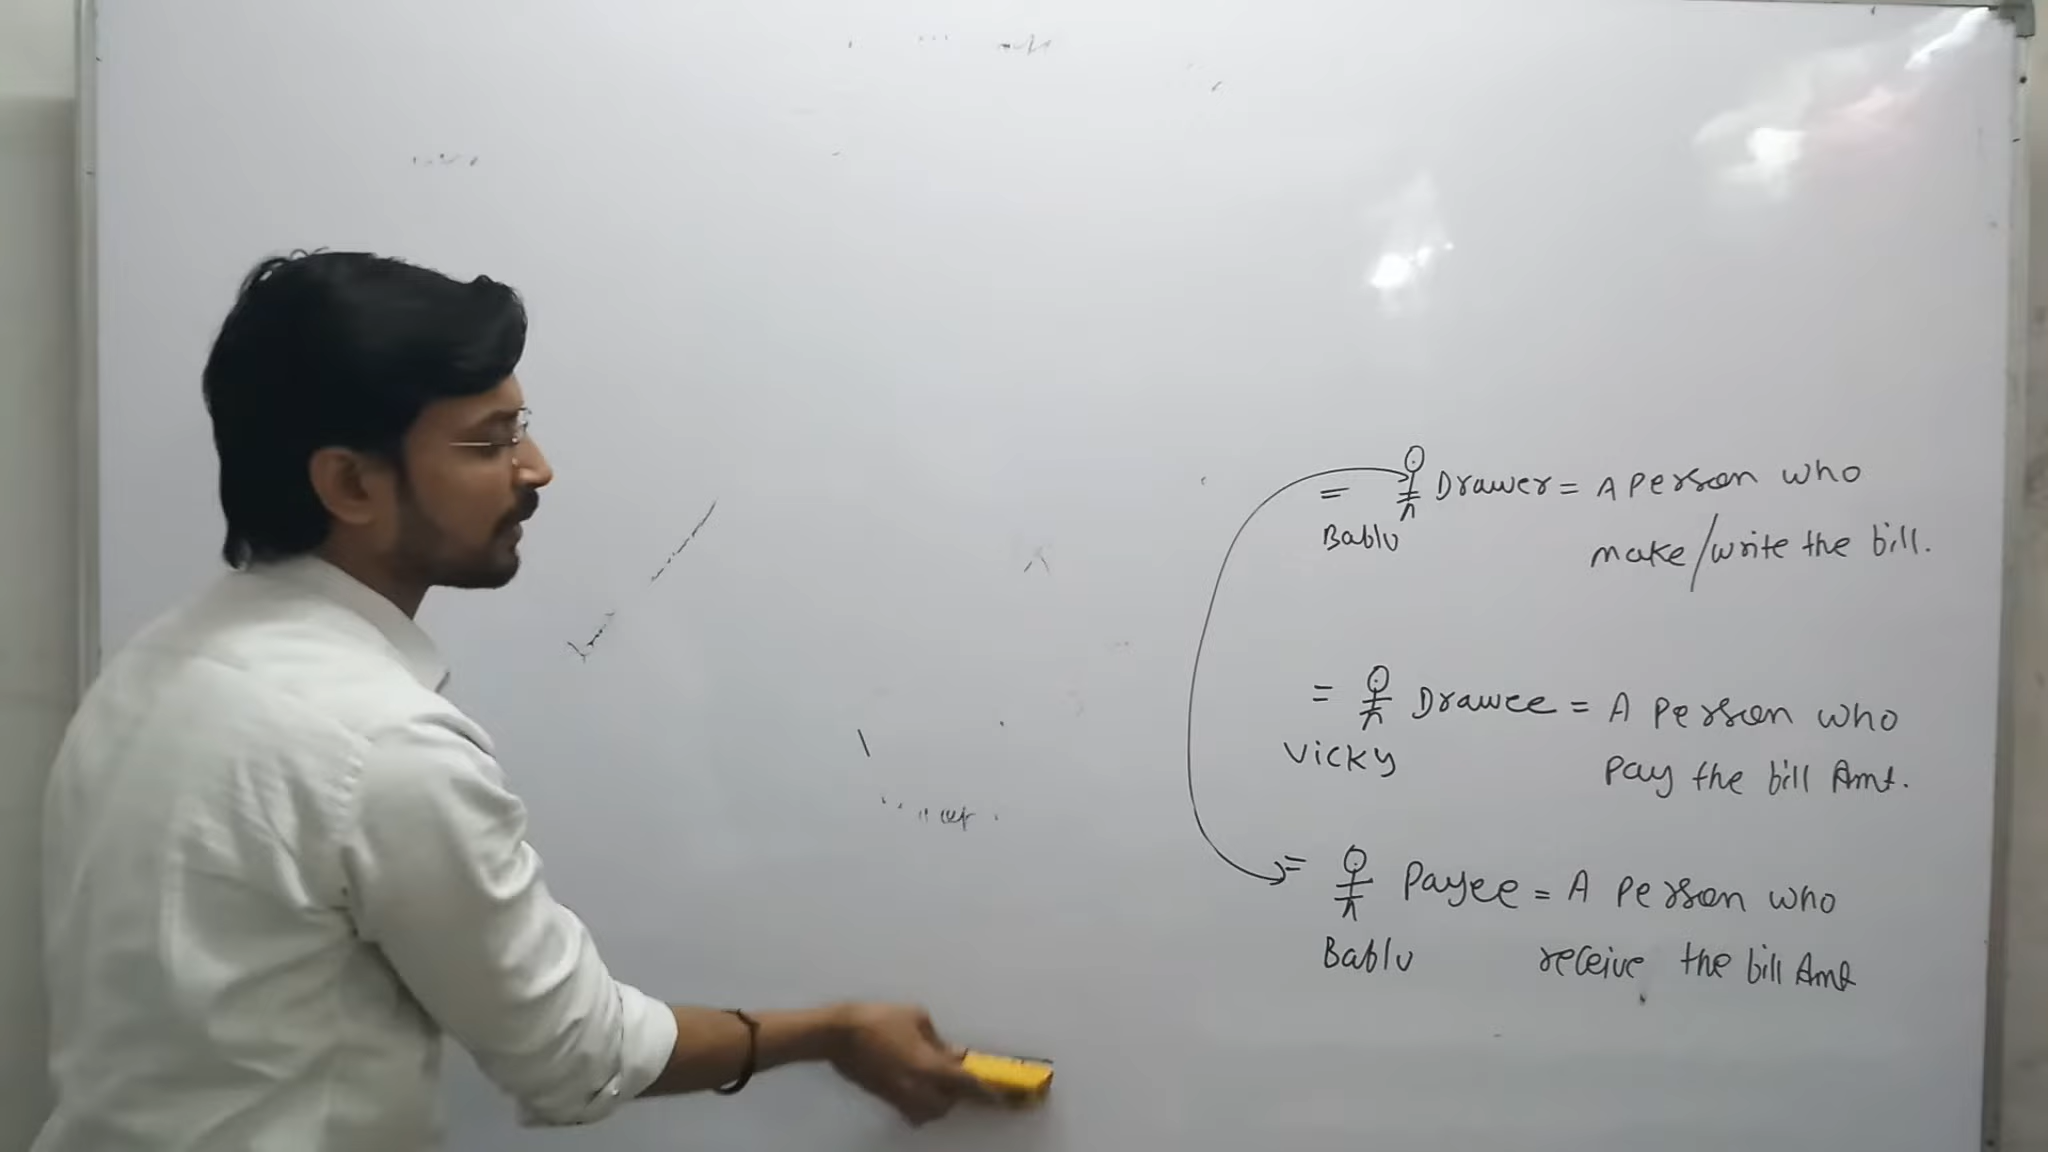 = Drawer = A person who
Bablu make/write the bill.
= Drawee = A person who
Vicky pay the bill Amt.
= Payee = A person who
Bablu receive the bill Amt